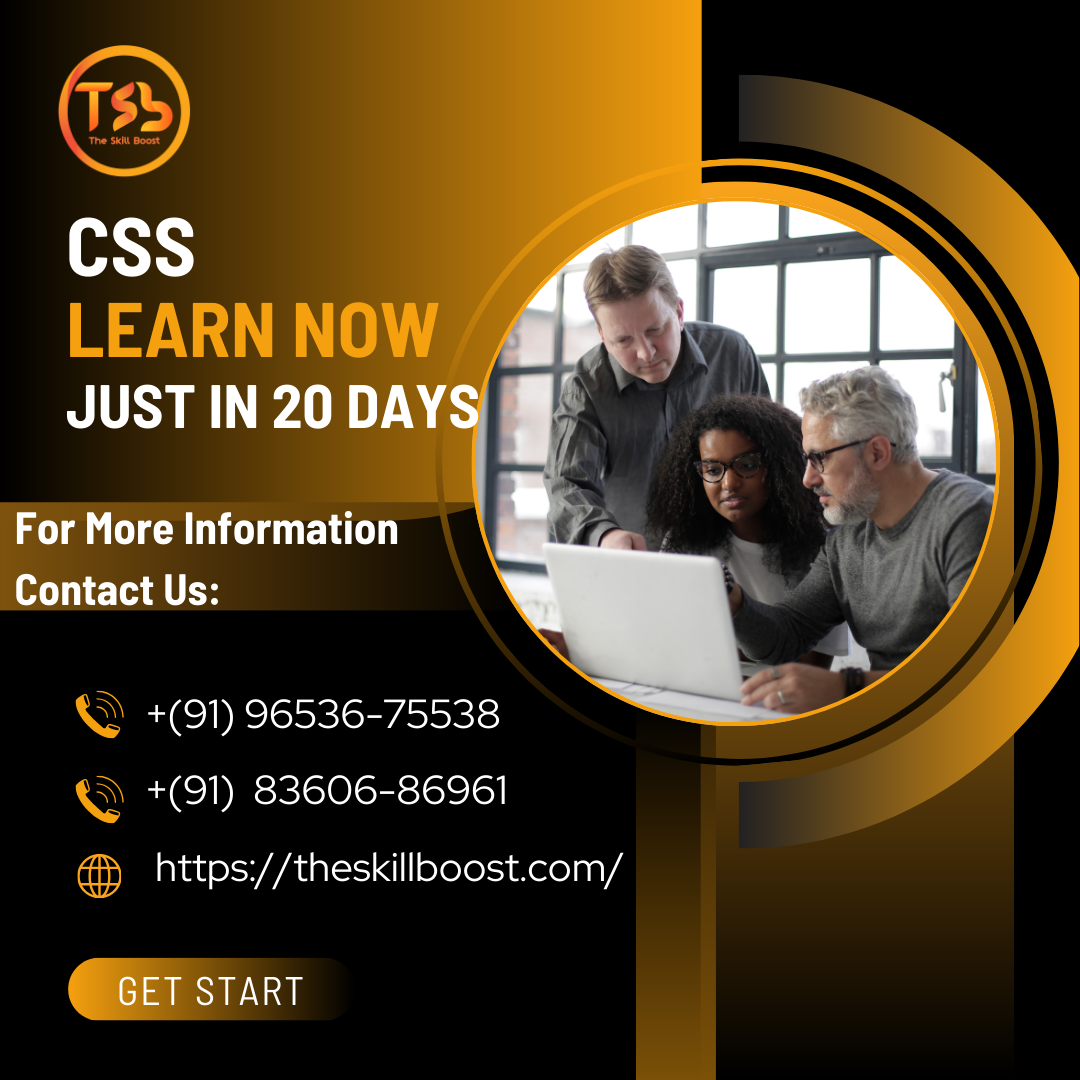 TSb
The Skill Boost
CSS
LEARN NOW
JUST IN 20 DAYS
For More Information
Contact Us:
+(91) 96536-75538
+(91) 83606-86961
https://theskillboost.com/
GET START